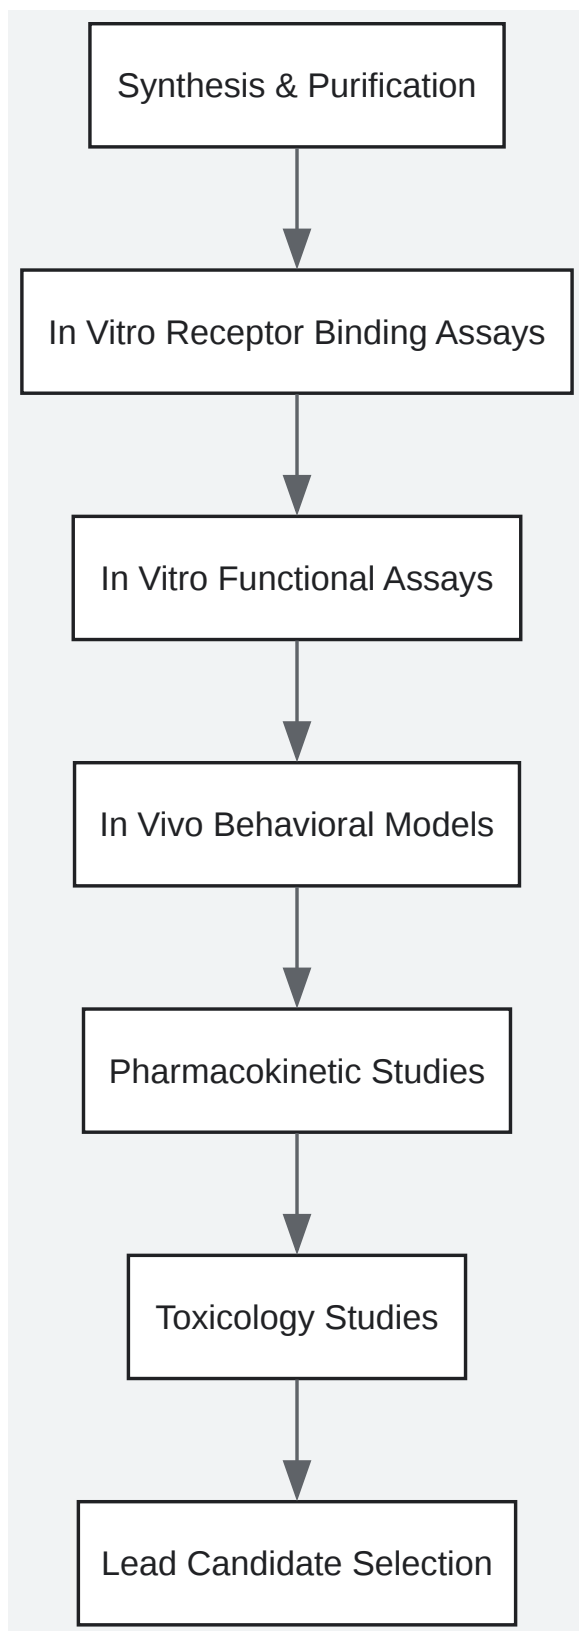 Synthesis & Purification
In Vitro Receptor Binding Assays
In Vitro Functional Assays
In Vivo Behavioral Models
Pharmacokinetic Studies
Toxicology Studies
Lead Candidate Selection